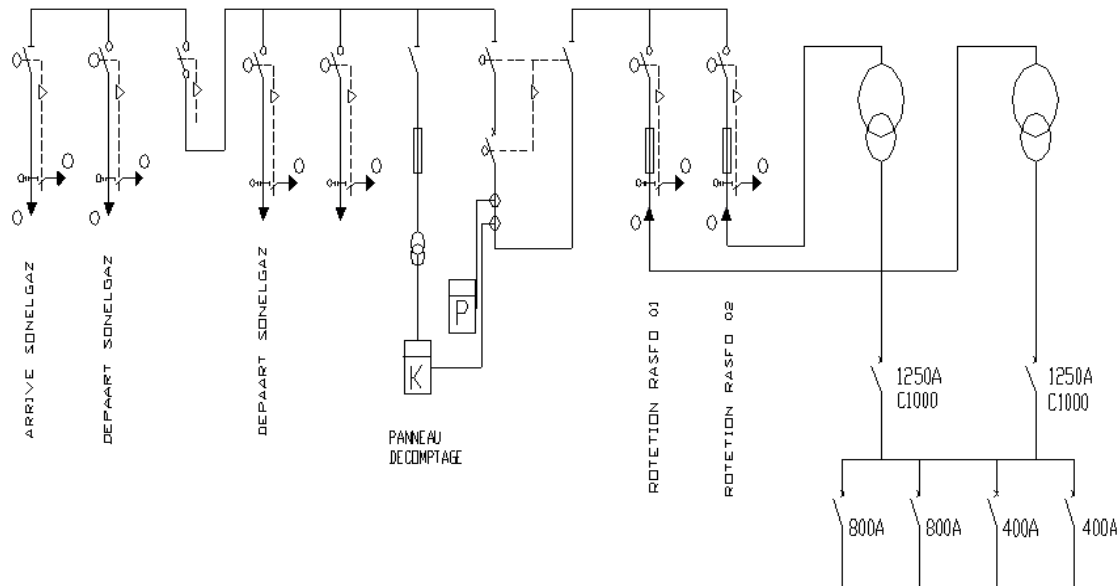 ARRIVE SONELGAZ
DEPAART SONELGAZ
DEPAART SONELGAZ
P
K
PANNEAU
DECOMPTAGE
ROTETION RASFO 01
ROTETION RASFO 02
1250A
C1000
1250A
C1000
800A
800A
400A
400A